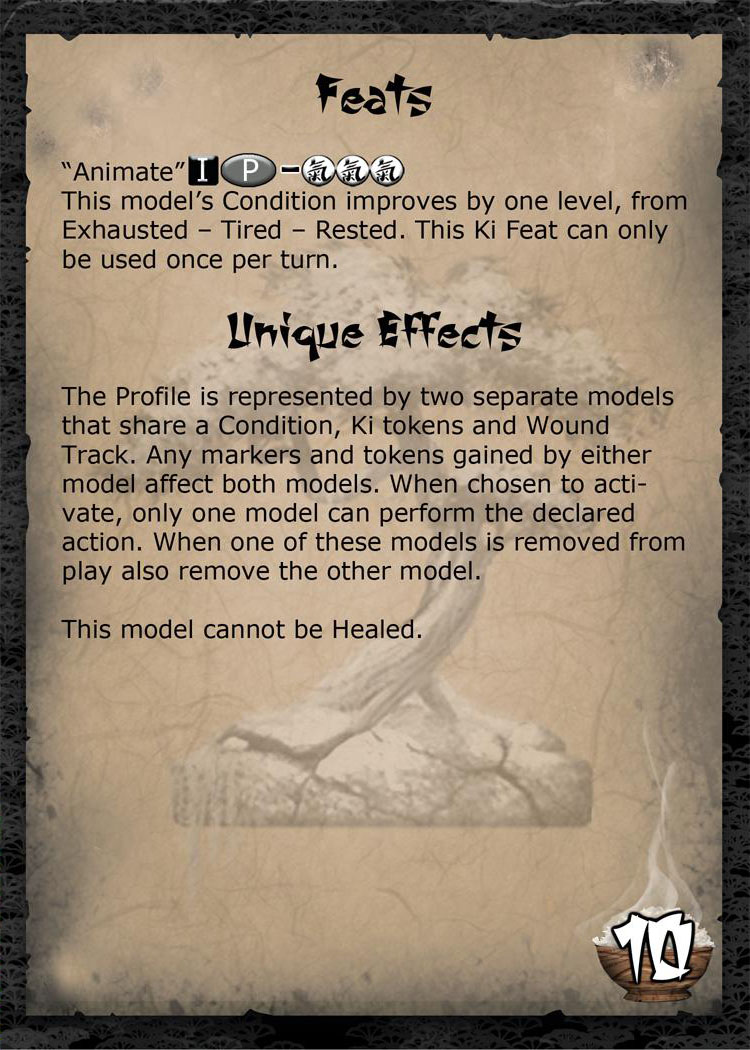 Feats
“Animate” I P – 氣 氣 氣
This model’s Condition improves by one level, from
Exhausted – Tired – Rested. This Ki Feat can only
be used once per turn.
Unique Effects
The Profile is represented by two separate models
that share a Condition, Ki tokens and Wound
Track. Any markers and tokens gained by either
model affect both models. When chosen to acti-
vate, only one model can perform the declared
action. When one of these models is removed from
play also remove the other model.
This model cannot be Healed.
10